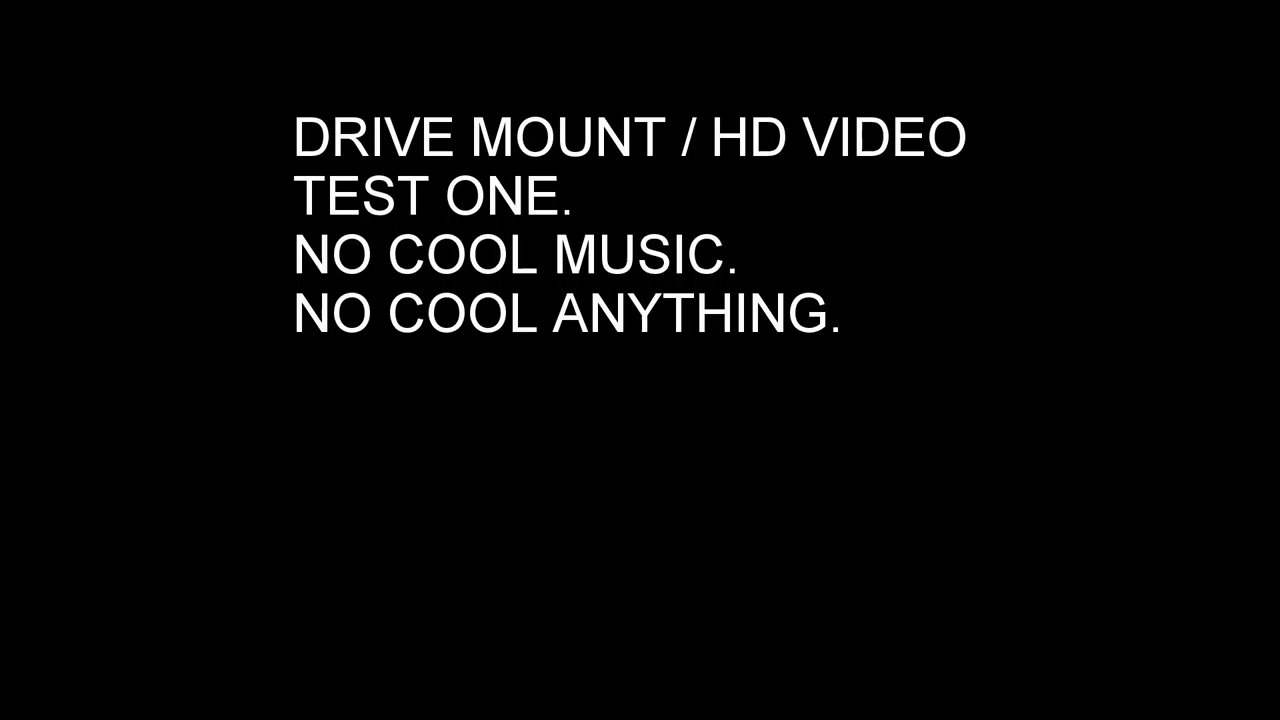 DRIVE MOUNT / HD VIDEO
TEST ONE.
NO COOL MUSIC.
NO COOL ANYTHING.